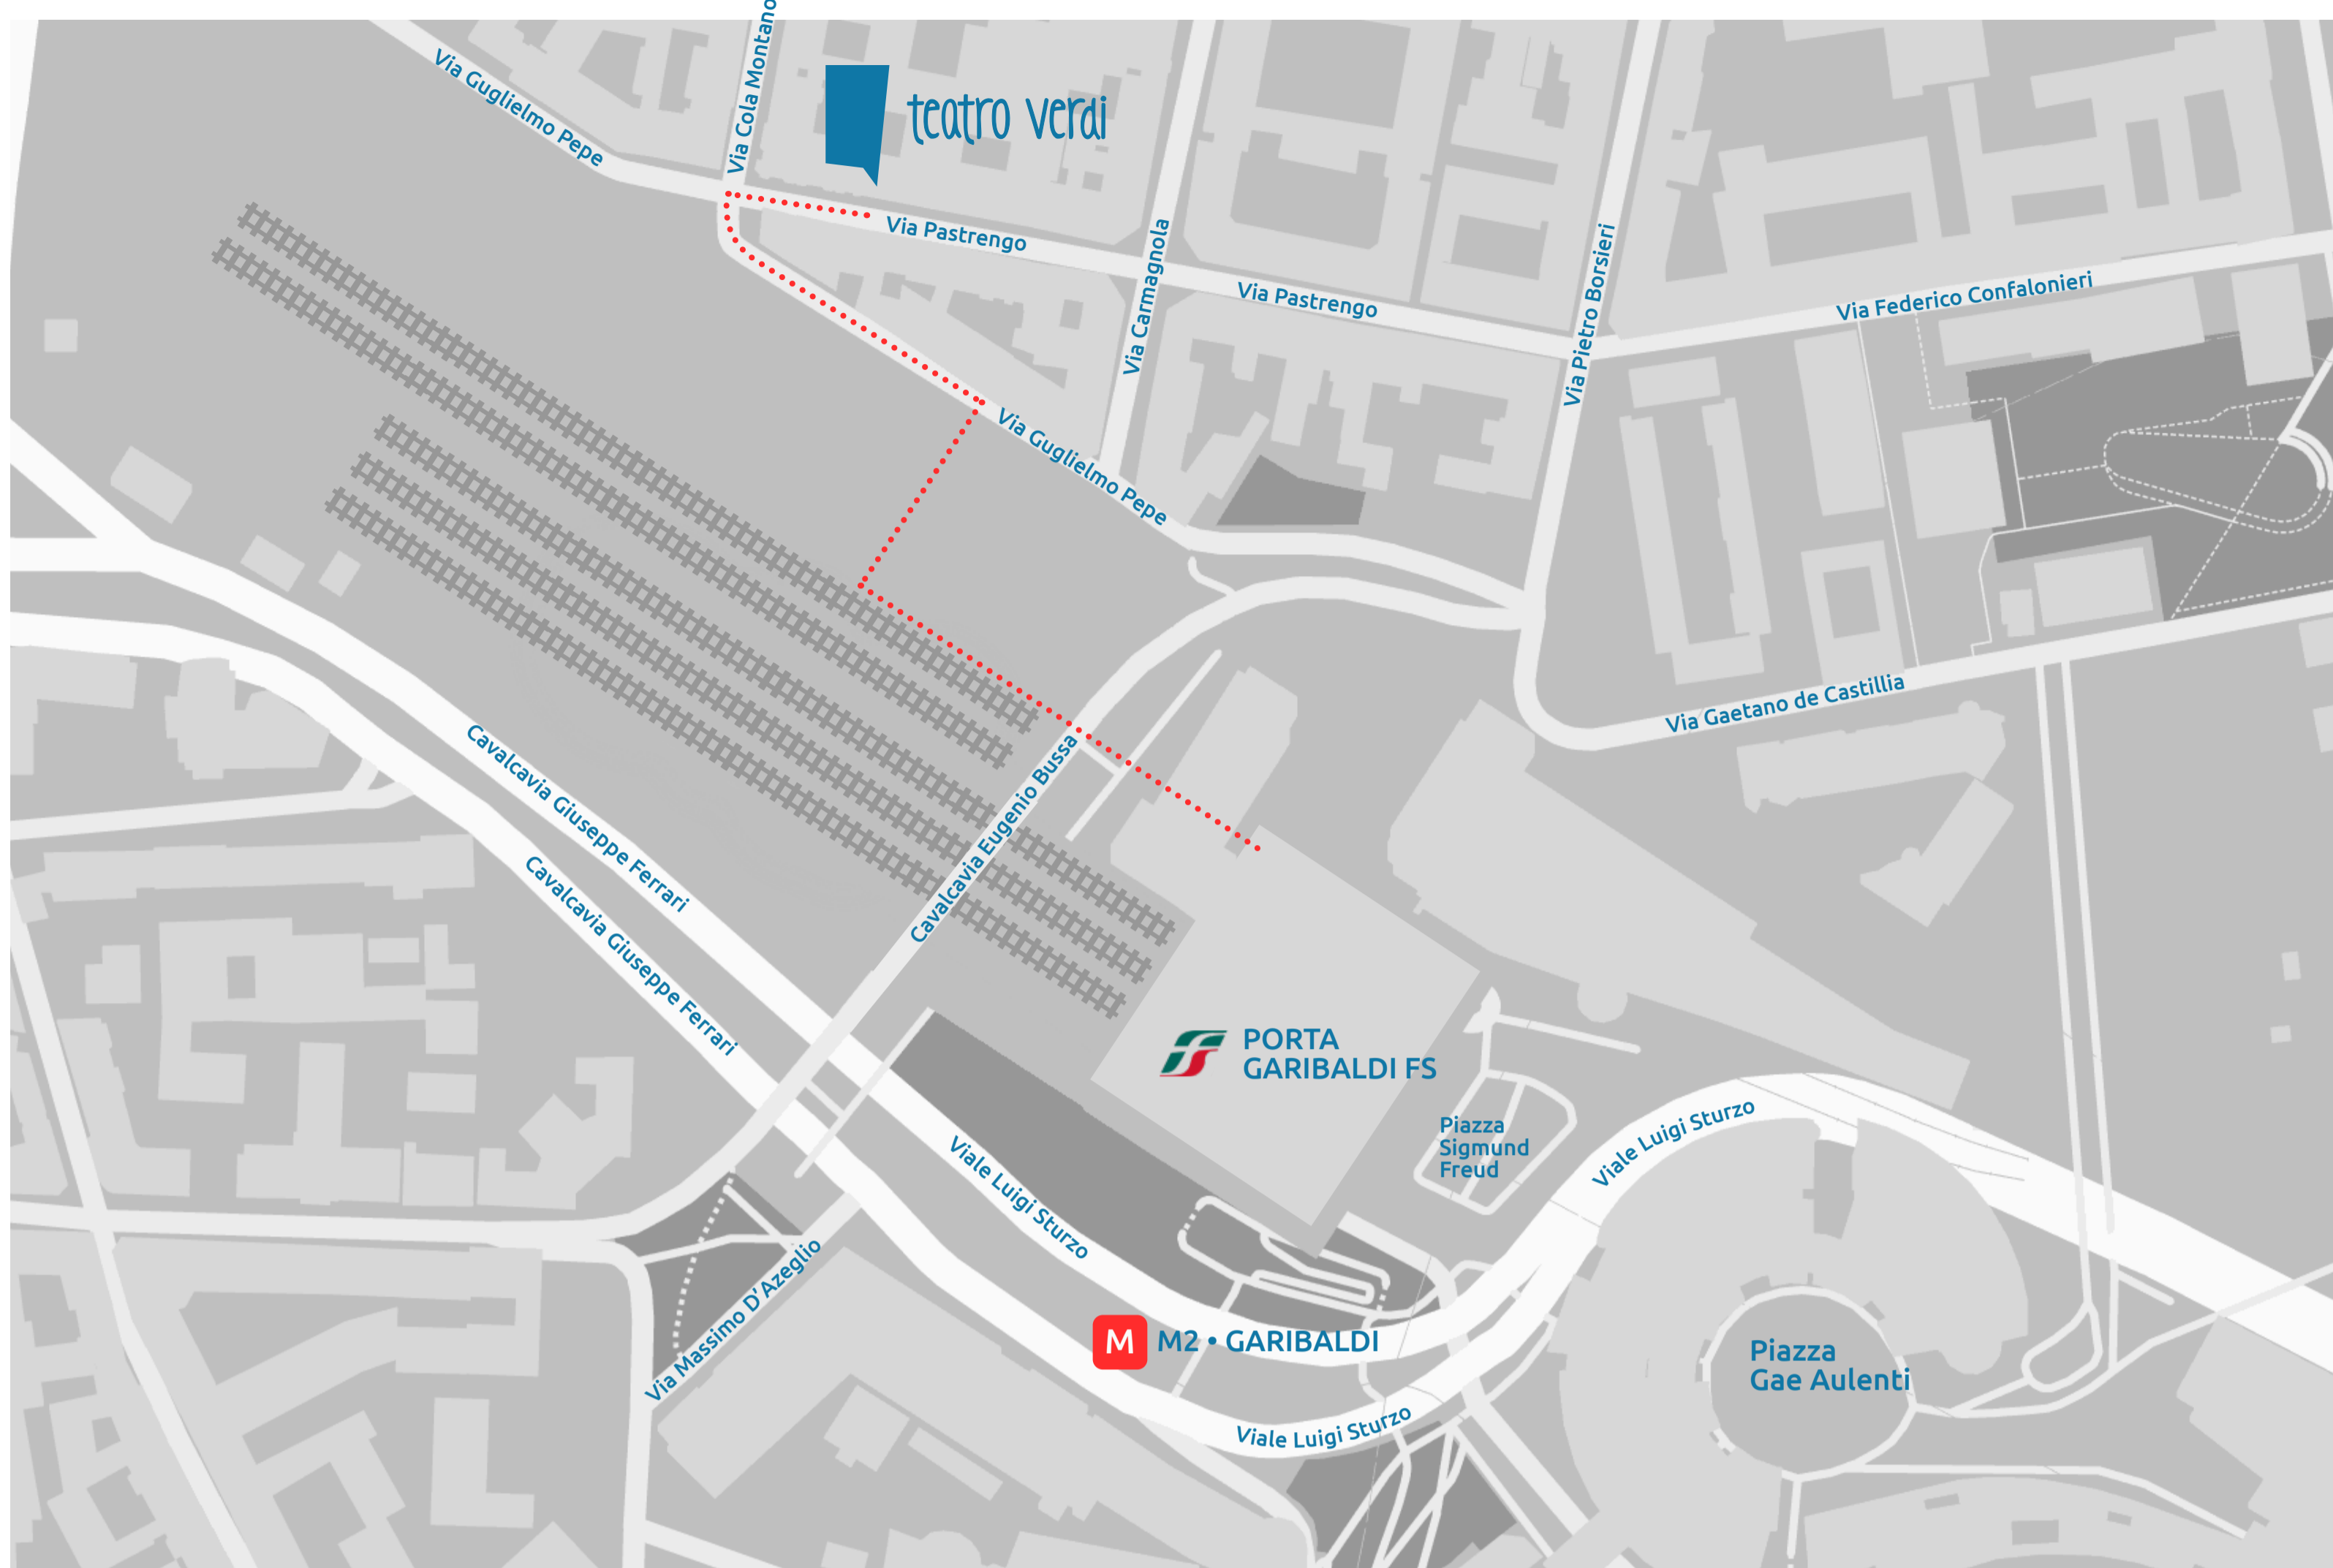 Via Guglielmo Pepe
Via Cola Montano
teatro verdi
Via Pastrengo
Via Carmagnola
Via Pastrengo
Via Pietro Borsieri
Via Federico Confalonieri
Via Guglielmo Pepe
Via Gaetano de Castillia
Cavalcavia Giuseppe Ferrari
Cavalcavia Eugenio Bussa
Cavalcavia Giuseppe Ferrari
PORTA
GARIBALDI FS
Piazza
Sigmund
Freud
Viale Luigi Sturzo
Viale Luigi Sturzo
Via Massimo D'Azeglio
M
M2 • GARIBALDI
Piazza
Gae Aulenti
Viale Luigi Sturzo